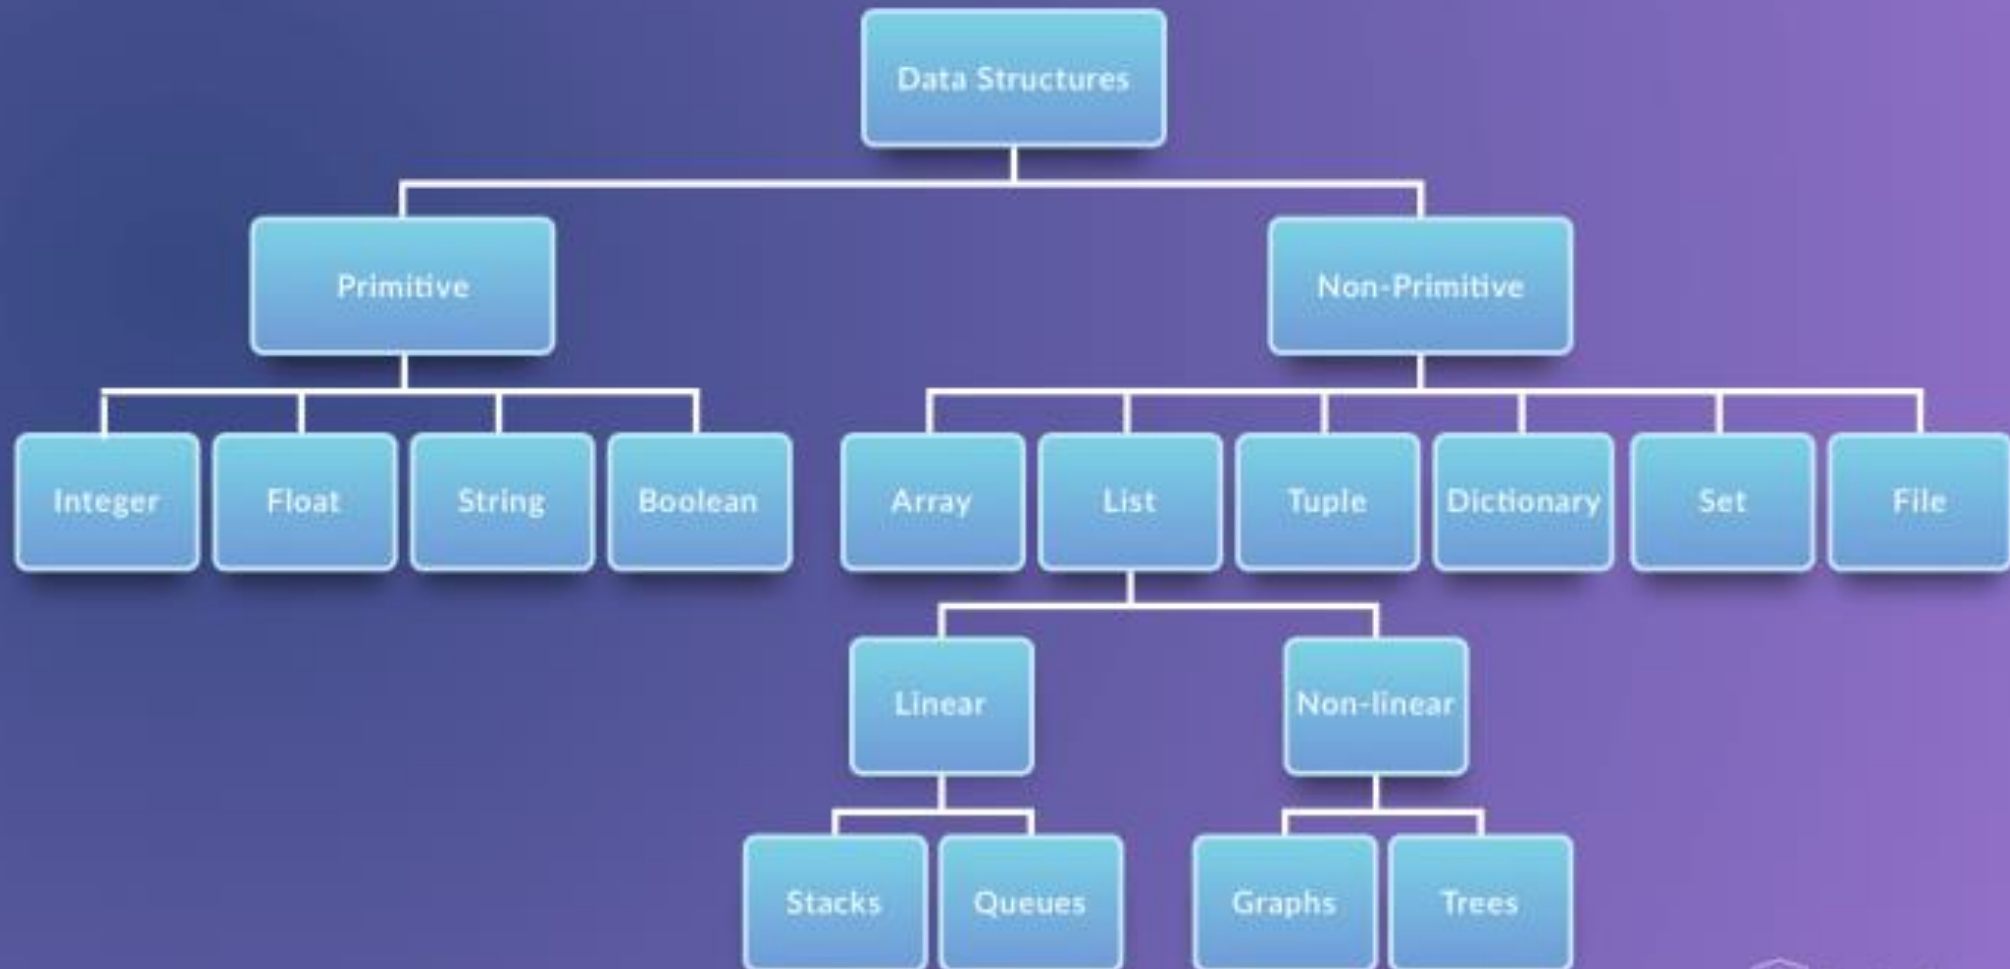 Data Structures
Primitive
Non-Primitive
Integer
Float
String
Boolean
Array
List
Tuple
Dictionary
Set
File
Linear
Non-linear
Stacks
Queues
Graphs
Trees